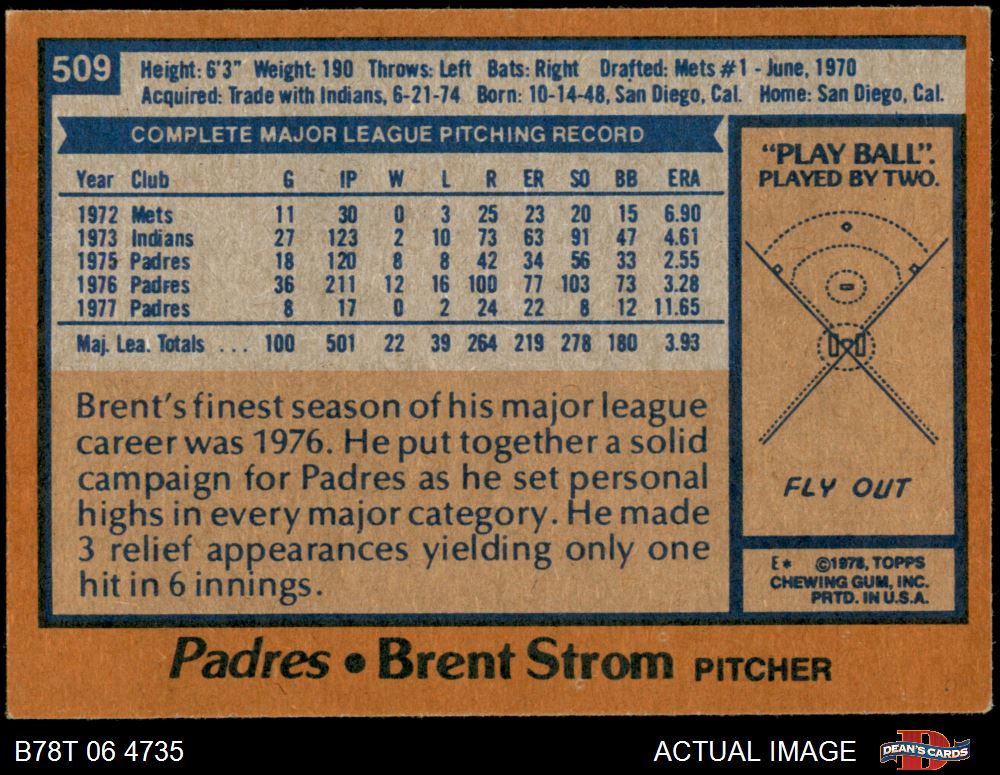 509
Height: 6'3" Weight: 190 Throws: Left Bats: Right Drafted: Mets #1 - June, 1970
Acquired: Trade with Indians, 6-21-74 Born: 10-14-48, San Diego, Cal. Home: San Diego, Cal.
COMPLETE MAJOR LEAGUE PITCHING RECORD
Year Club G IP W L R ER SO BB ERA
1972 Mets 11 30 0 3 25 23 20 15 6.90
1973 Indians 27 123 2 10 73 63 91 47 4.61
1975 Padres 18 120 8 8 42 34 56 33 2.55
1976 Padres 36 211 12 16 100 77 103 73 3.28
1977 Padres 8 17 0 2 24 22 8 12 11.65
Maj. Lea. Totals ... 100 501 22 39 264 219 278 180 3.93
Brent's finest season of his major league
career was 1976. He put together a solid
campaign for Padres as he set personal
highs in every major category. He made
3 relief appearances yielding only one
hit in 6 innings.
"PLAY BALL".
PLAYED BY TWO.
FLY OUT
E* ©1978, TOPPS
CHEWING GUM, INC.
PRTD. IN U.S.A.
Padres • Brent Strom PITCHER
B78T 06 4735
ACTUAL IMAGE
DEAN'S CARDS